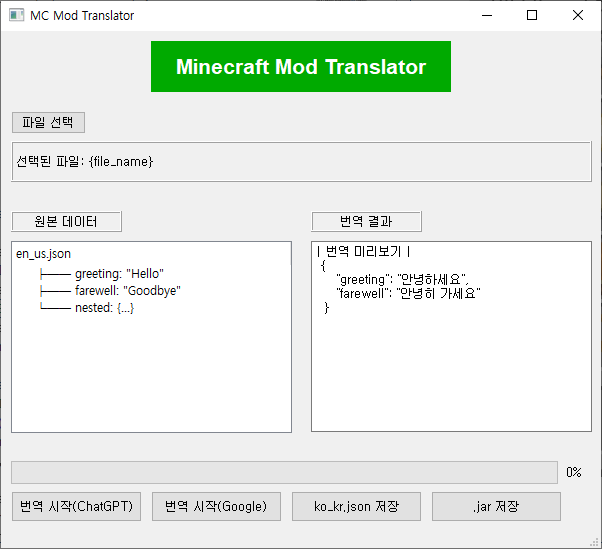 MC Mod Translator
Minecraft Mod Translator
파일 선택
선택된 파일: {file_name}
원본 데이터
번역 결과
en_us.json
├── greeting: "Hello"
├── farewell: "Goodbye"
└── nested: {...}
| 번역 미리보기 |
{
"greeting": "안녕하세요",
"farewell": "안녕히 가세요"
}
0%
번역 시작(ChatGPT)
번역 시작(Google)
ko_kr.json 저장
.jar 저장